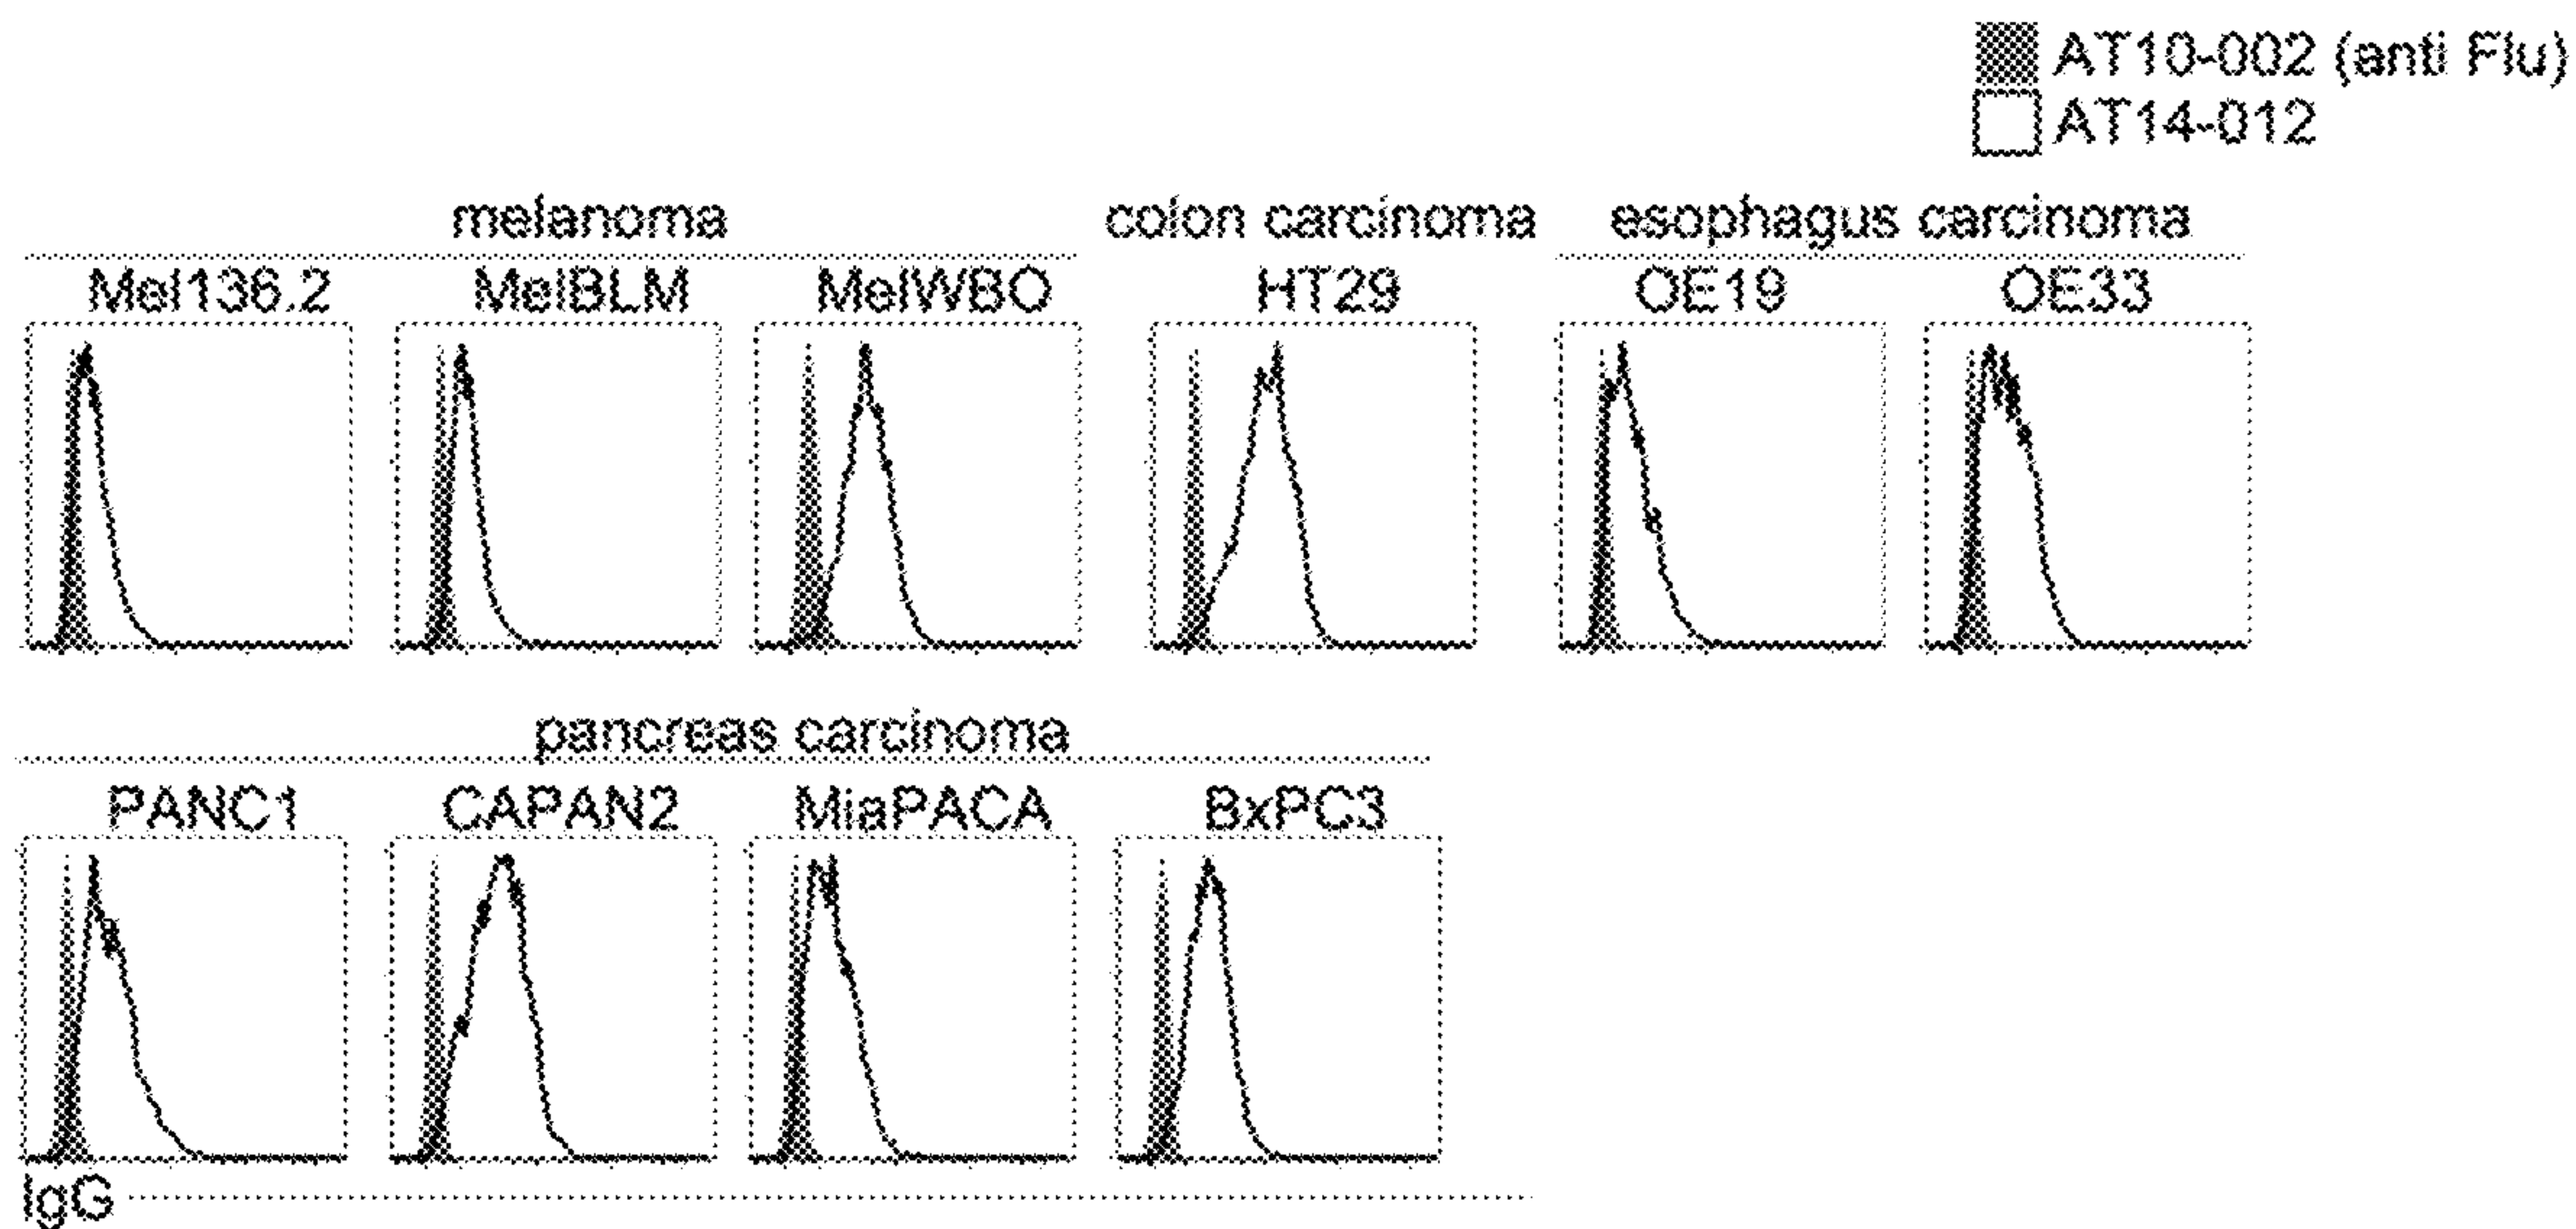 AT10-002 (anti Flu)
AT14-012
melanoma
colon carcinoma
esophagus carcinoma
Mel136.2
MelBLM
MelWBO
HT29
OE19
OE33
pancreas carcinoma
PANC1
CAPAN2
MiaPACA
BxPC3
IgG